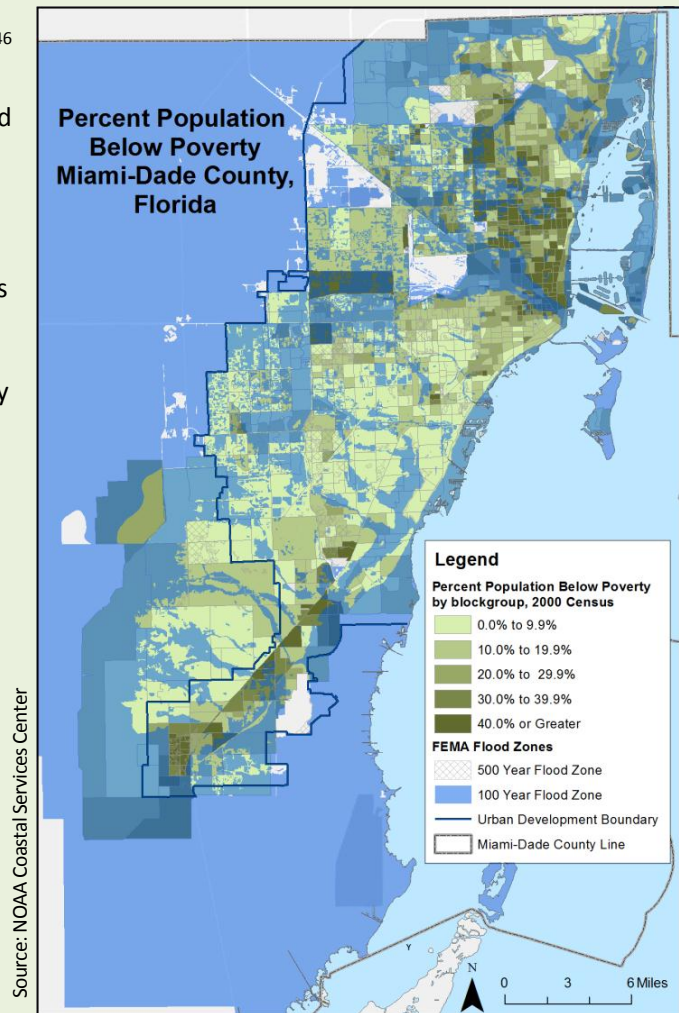 46
d
s
y
Percent Population
Below Poverty
Miami-Dade County,
Florida
Legend
Percent Population Below Poverty
by blockgroup, 2000 Census
0.0% to 9.9%
10.0% to 19.9%
20.0% to 29.9%
30.0% to 39.9%
40.0% or Greater
FEMA Flood Zones
500 Year Flood Zone
100 Year Flood Zone
Urban Development Boundary
Miami-Dade County Line
N
0 3 6 Miles
Source: NOAA Coastal Services Center